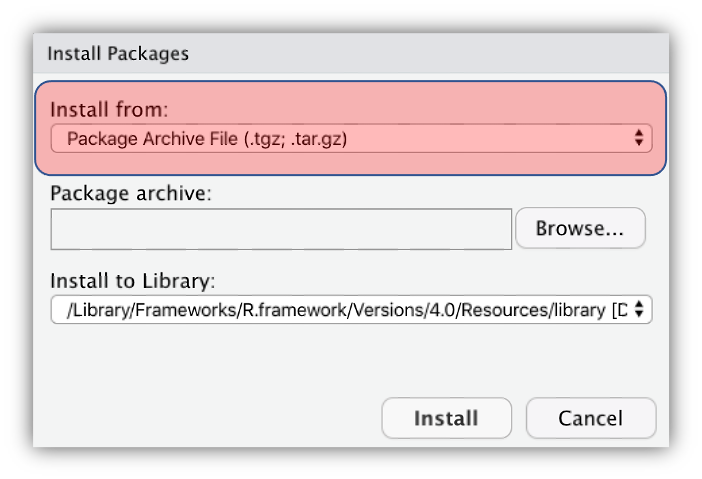 Install Packages
Install from:
Package Archive File (.tgz; .tar.gz)
Package archive:
Browse...
Install to Library:
/Library/Frameworks/R.framework/Versions/4.0/Resources/library [D
Install
Cancel